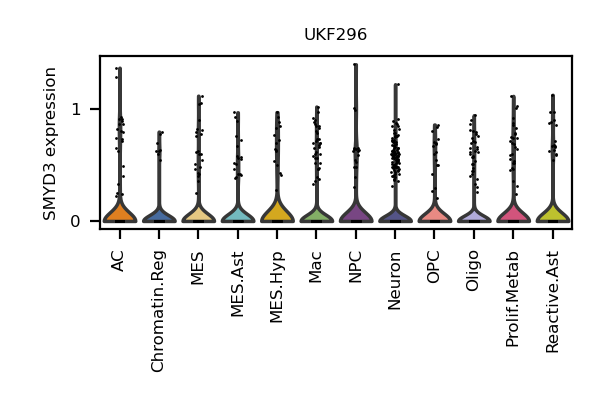 UKF296
SMYD3 expression
1
0
AC
Chromatin.Reg
MES
MES.Ast
MES.Hyp
Mac
NPC
Neuron
OPC
Oligo
Prolif.Metab
Reactive.Ast